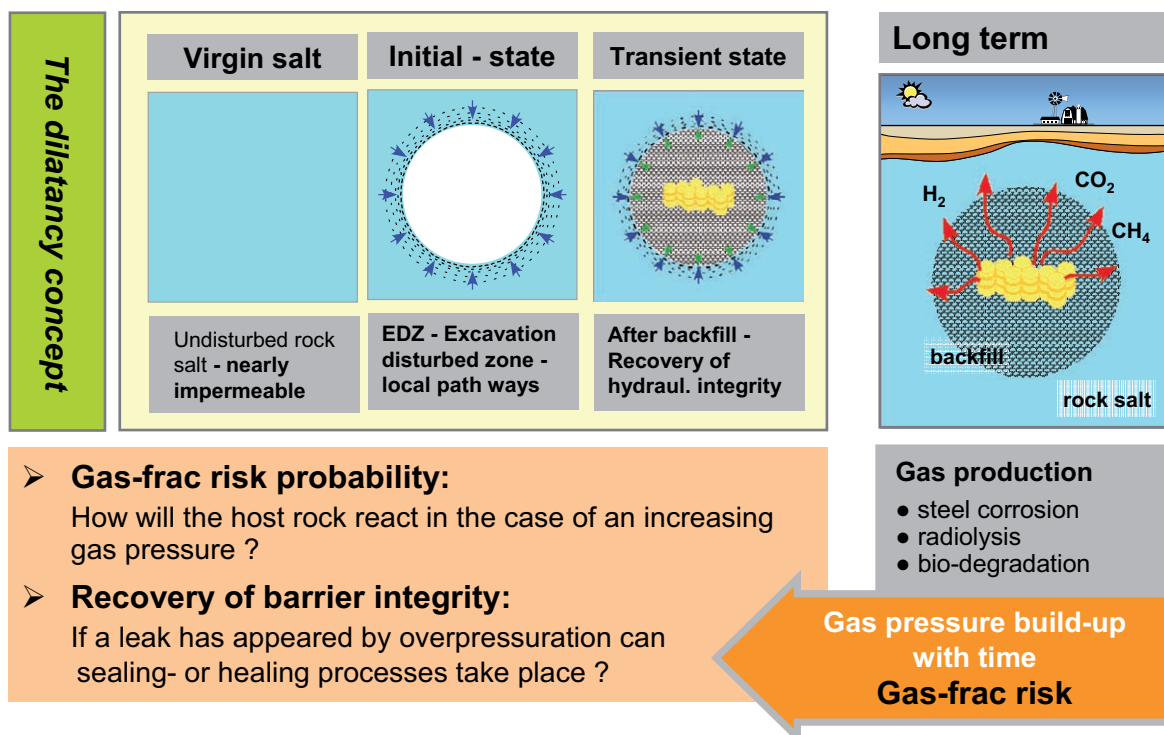 The dilatancy concept
Virgin salt
Initial - state
Transient state
Undisturbed rock
salt - nearly
impermeable
EDZ - Excavation
disturbed zone -
local path ways
After backfill -
Recovery of
hydraul. integrity
Long term
H₂
CO₂
CH₄
backfill
rock salt
Gas production
● steel corrosion
● radiolysis
● bio-degradation
Gas pressure build-up
with time
Gas-frac risk
➢ Gas-frac risk probability:
How will the host rock react in the case of an increasing
gas pressure ?
➢ Recovery of barrier integrity:
If a leak has appeared by overpressuration can
sealing- or healing processes take place ?